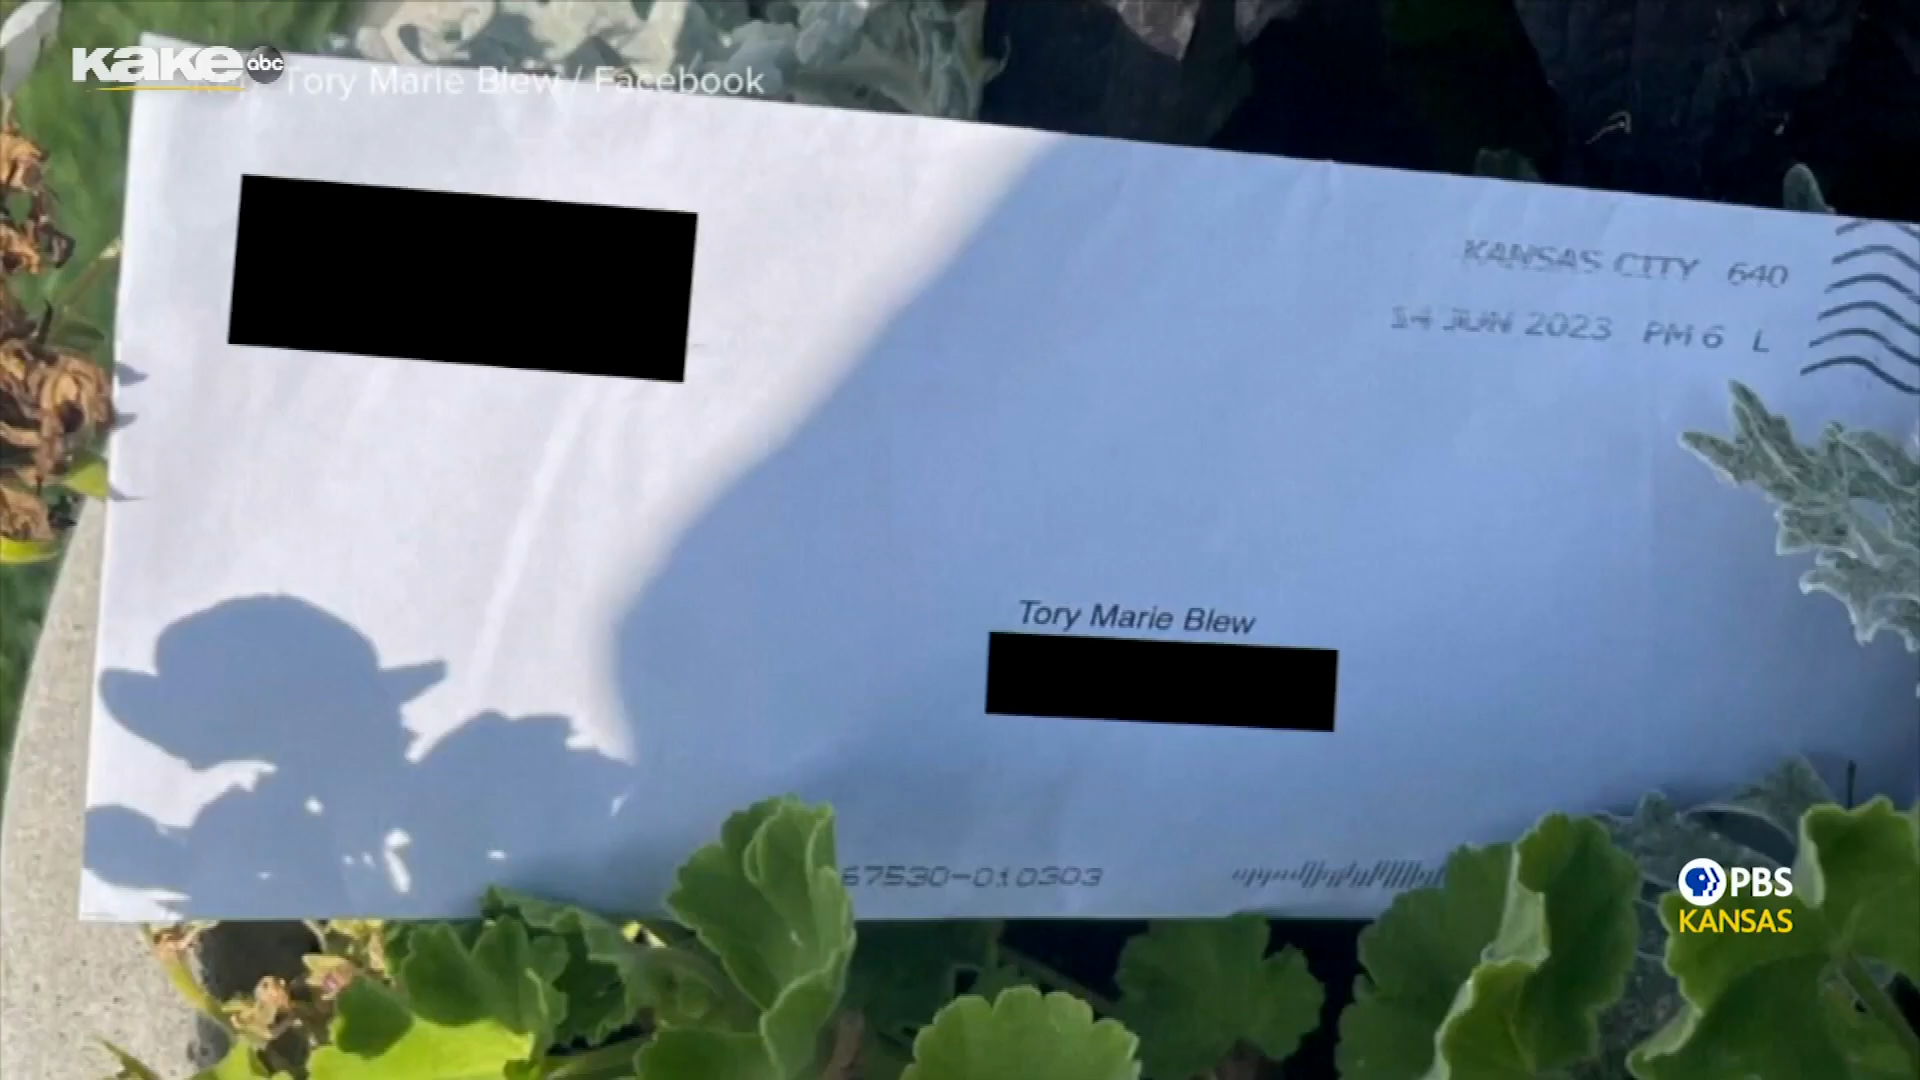 kake abc
Tory Marie Blew / Facebook
KANSAS CITY 640
14 JUN 2023 PM 6 L
Tory Marie Blew
67530-010303
PBS
KANSAS